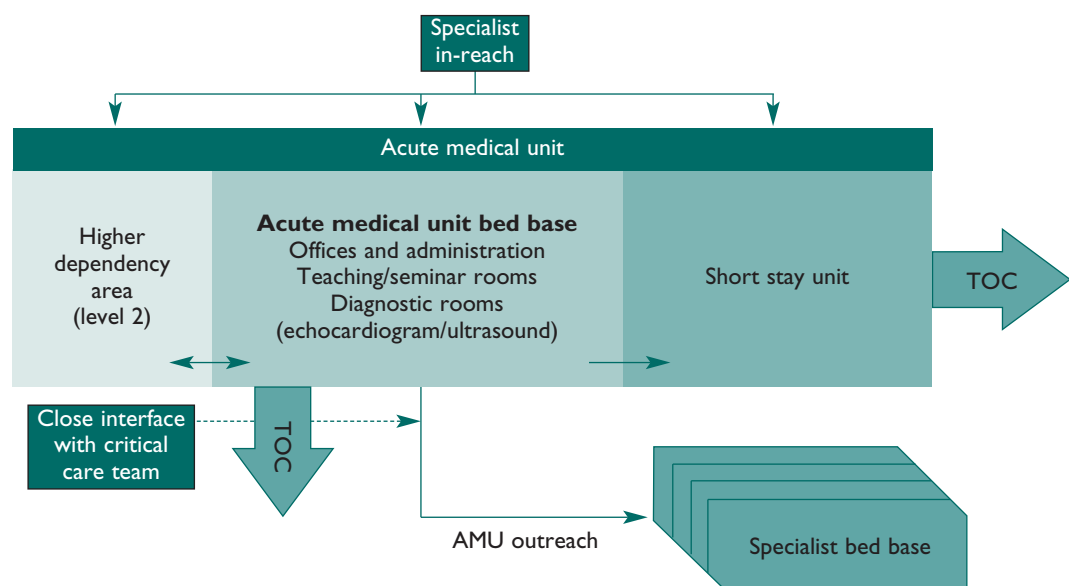 Specialist
in-reach
Acute medical unit
Higher
dependency
area
(level 2)
Acute medical unit bed base
Offices and administration
Teaching/seminar rooms
Diagnostic rooms
(echocardiogram/ultrasound)
Short stay unit
TOC
Close interface
with critical
care team
TOC
AMU outreach
Specialist bed base